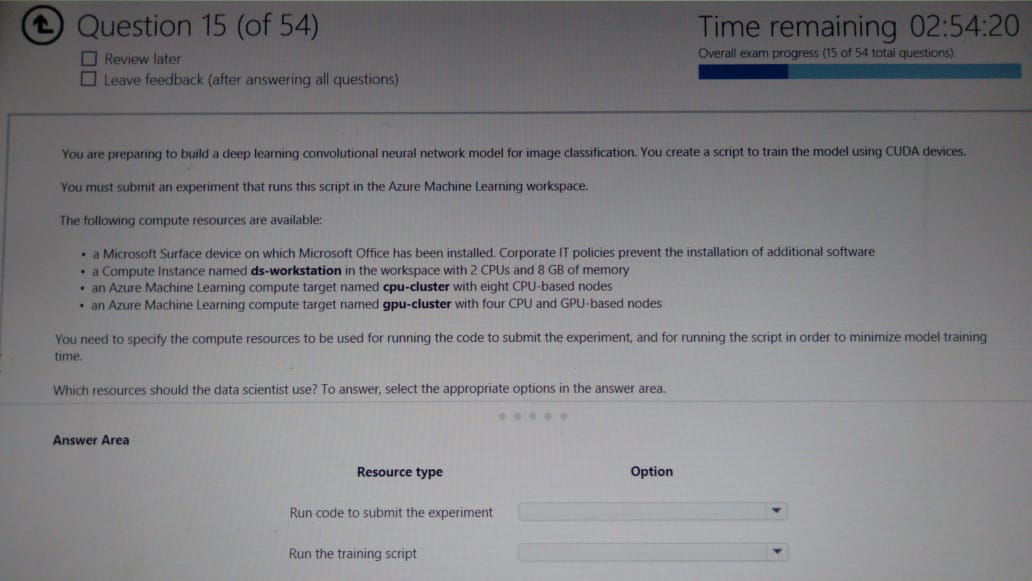 Question 15 (of 54)
Time remaining 02:54:20
Review later
Overall exam progress (15 of 54 total questions)
Leave feedback (after answering all questions)
You are preparing to build a deep learning convolutional neural network model for image classification. You create a script to train the model using CUDA devices.
You must submit an experiment that runs this script in the Azure Machine Learning workspace.
The following compute resources are available:
• a Microsoft Surface device on which Microsoft Office has been installed. Corporate IT policies prevent the installation of additional software
• a Compute Instance named ds-workstation in the workspace with 2 CPUs and 8 GB of memory
• an Azure Machine Learning compute target named cpu-cluster with eight CPU-based nodes
• an Azure Machine Learning compute target named gpu-cluster with four CPU and GPU-based nodes
You need to specify the compute resources to be used for running the code to submit the experiment, and for running the script in order to minimize model training
time.
Which resources should the data scientist use? To answer, select the appropriate options in the answer area.
Answer Area
Resource type
Option
Run code to submit the experiment
Run the training script